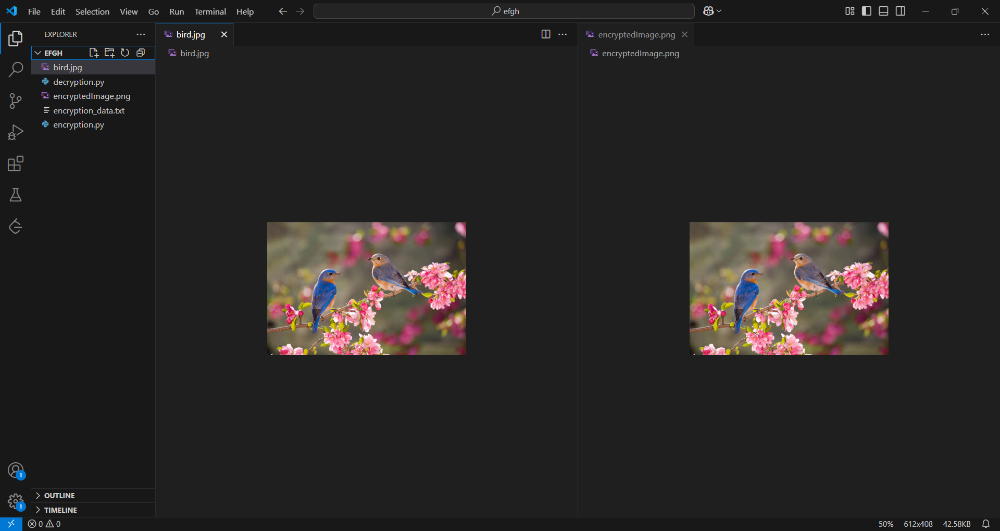 File Edit Selection View Go Run Terminal Help
efgh
EXPLORER
EFGH
bird.jpg
decryption.py
encryptedImage.png
encryption_data.txt
encryption.py
OUTLINE
TIMELINE
bird.jpg
bird.jpg
encryptedImage.png
encryptedImage.png
1
1
0 0
50% 612x408 42.58KB